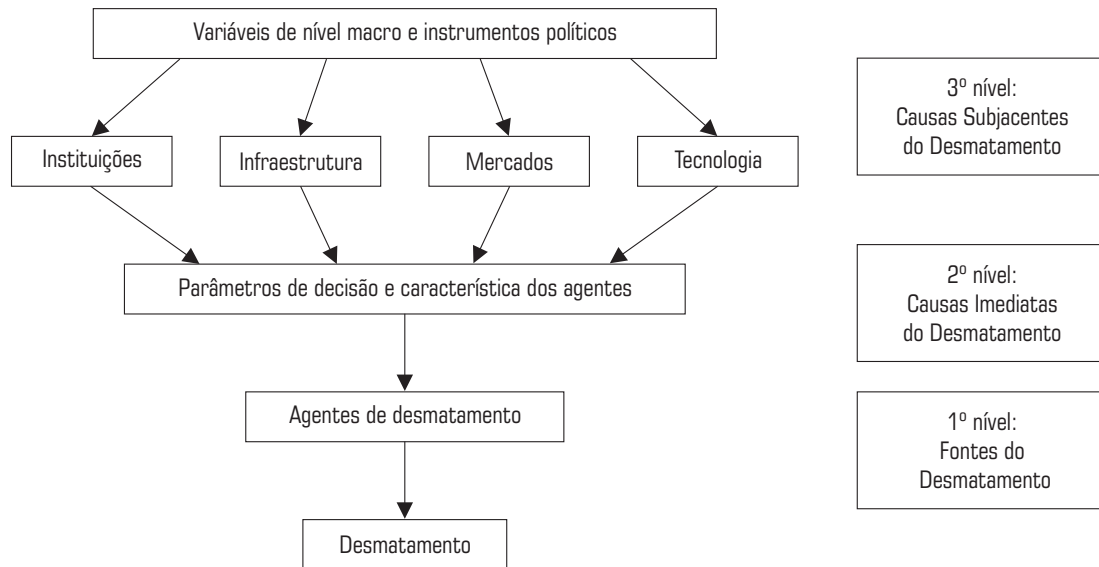 Variáveis de nível macro e instrumentos políticos
Instituições
Infraestrutura
Mercados
Tecnologia
Parâmetros de decisão e característica dos agentes
Agentes de desmatamento
Desmatamento
3º nível:
Causas Subjacentes
do Desmatamento
2º nível:
Causas Imediatas
do Desmatamento
1º nível:
Fontes do
Desmatamento